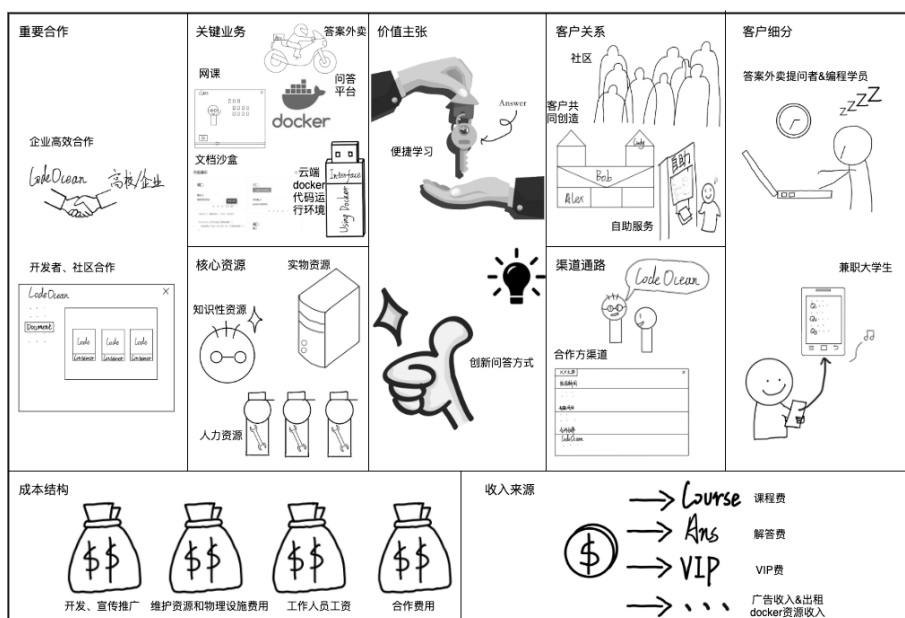 重要合作
企业高效合作
CodeOcean
高校/企业
开发者、社区合作
CodeOcean
X
Document
Code
Code
Code
Container
Container
Container
关键业务
答案外卖
网课
问答
平台
docker
文档沙盒
云端
docker
代码运
行环境
Interface
Using Docker
核心资源
实物资源
知识性资源
人力资源
价值主张
Answer
便捷学习
创新问答方式
客户关系
社区
客户共
同创造
Cindy
Bob
Alex
自助
自助服务
渠道通路
CodeOcean
合作方渠道
CodeOcean
客户细分
答案外卖提问者&编程学员
zZZZ
兼职大学生
成本结构
$$
$$
$$
$$
开发、宣传推广
维护资源和物理设施费用
工作人员工资
合作费用
收入来源
$
Course
课程费
Ans
解答费
VIP
VIP费
广告收入&出租
docker资源收入